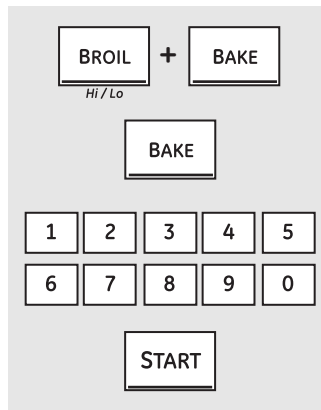 BROIL + BAKE
Hi / Lo
BAKE
1 2 3 4 5
6 7 8 9 0
START